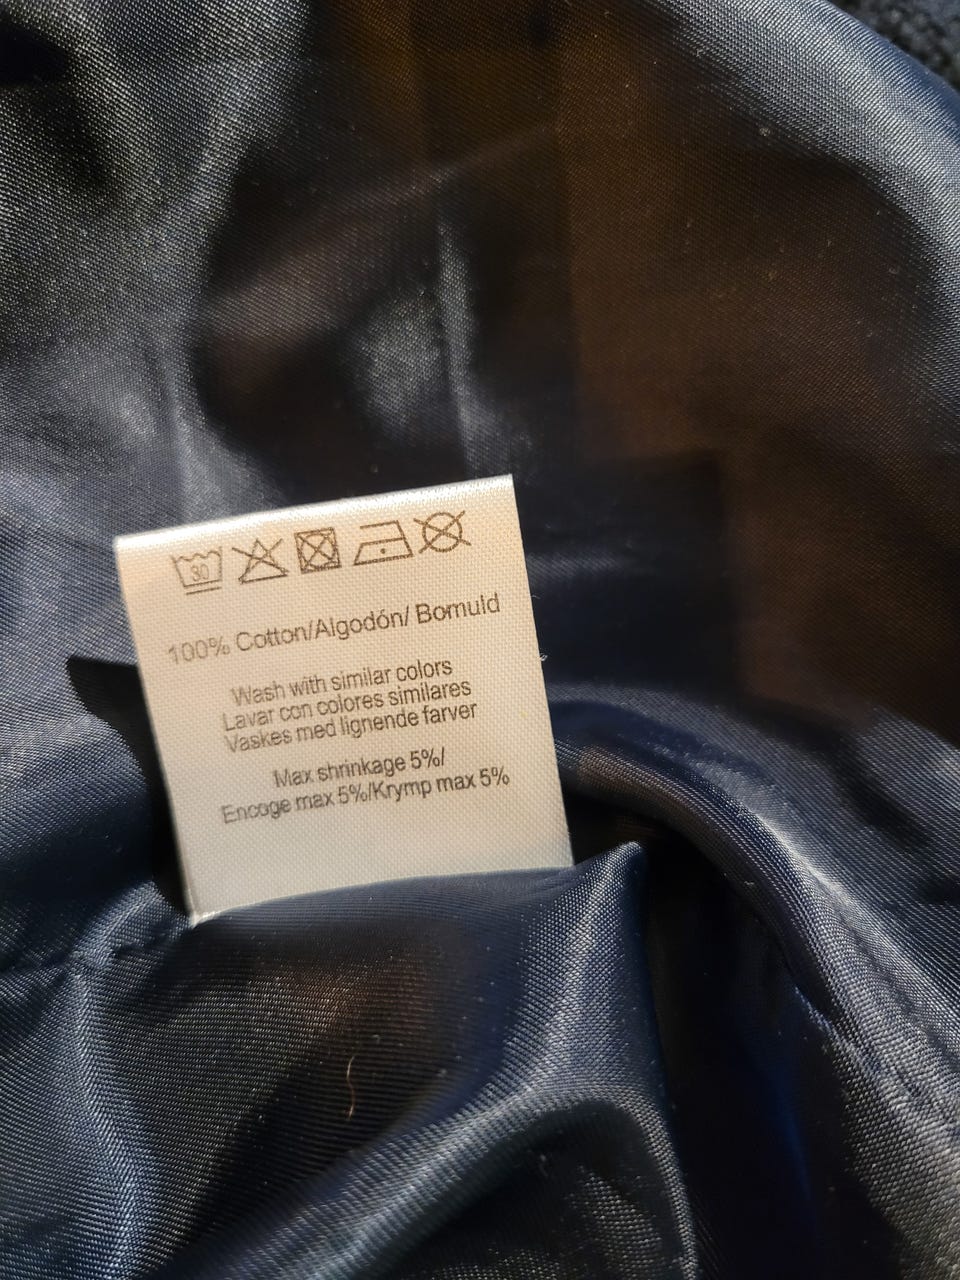 30
100% Cotton/Algodón/ Bomuld
Wash with similar colors
Lavar con colores similares
Vaskes med lignende farver
Max shrinkage 5%/
Encoge max 5%/Krymp max 5%